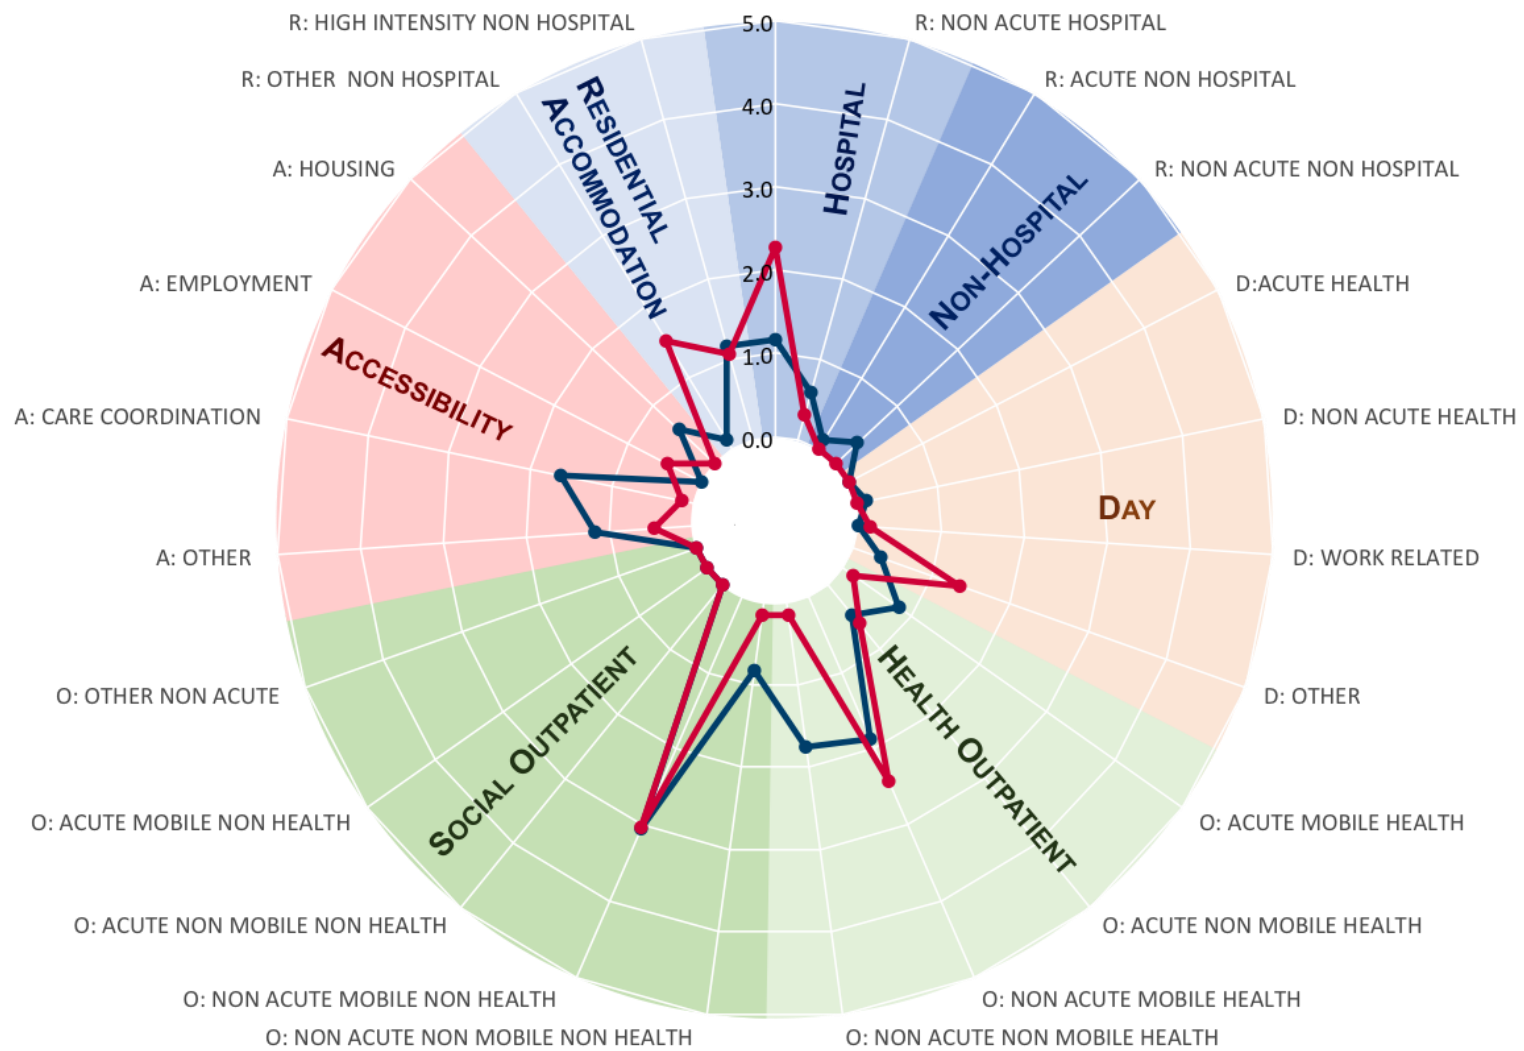 R: HIGH INTENSITY NON HOSPITAL
5.0
R: NON ACUTE HOSPITAL
R: OTHER  NON HOSPITAL
R: ACUTE NON HOSPITAL
RESIDENTIAL
ACCOMMODATION
4.0
HOSPITAL
A: HOUSING
R: NON ACUTE NON HOSPITAL
3.0
NON-HOSPITAL
A: EMPLOYMENT
2.0
D:ACUTE HEALTH
ACCESSIBILITY
1.0
A: CARE COORDINATION
0.0
D: NON ACUTE HEALTH
DAY
A: OTHER
D: WORK RELATED
O: OTHER NON ACUTE
D: OTHER
SOCIAL OUTPATIENT
HEALTH OUTPATIENT
O: ACUTE MOBILE NON HEALTH
O: ACUTE MOBILE HEALTH
O: ACUTE NON MOBILE NON HEALTH
O: ACUTE NON MOBILE HEALTH
O: NON ACUTE MOBILE NON HEALTH
O: NON ACUTE MOBILE HEALTH
O: NON ACUTE NON MOBILE NON HEALTH
O: NON ACUTE NON MOBILE HEALTH